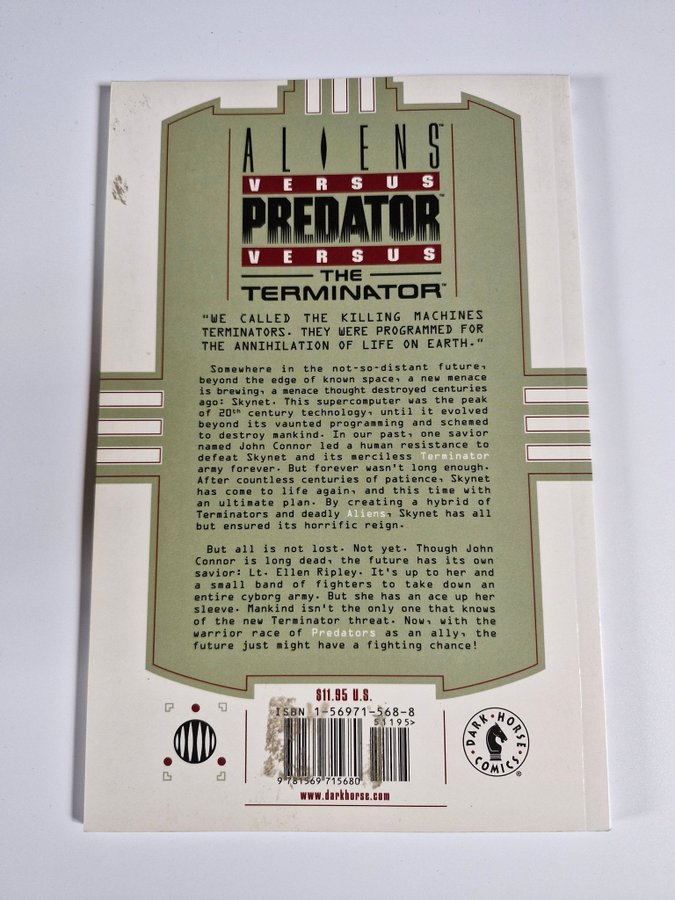 ALIENS™
VERSUS
PREDATOR™
VERSUS
THE
TERMINATOR™
"WE CALLED THE KILLING MACHINES
TERMINATORS. THEY WERE PROGRAMMED FOR
THE ANNIHILATION OF LIFE ON EARTH."
Somewhere in the not-so-distant future,
beyond the edge of known space, a new menace
is brewing, a menace thought destroyed centuries
ago: Skynet. This supercomputer was the peak
of 20th century technology, until it evolved
beyond its vaunted programming and schemed
to destroy mankind. In our past, one savior
named John Connor led a human resistance to
defeat Skynet and its merciless Terminator
army forever. But forever wasn't long enough.
After countless centuries of patience, Skynet
has come to life again, and this time with
an ultimate plan. By creating a hybrid of
Terminators and deadly Aliens, Skynet has all
but ensured its horrific reign.
But all is not lost. Not yet. Though John
Connor is long dead, the future has its own
savior: Lt. Ellen Ripley. It's up to her and
a small band of fighters to take down an
entire cyborg army. But she has an ace up her
sleeve. Mankind isn't the only one that knows
of the new Terminator threat. Now, with the
warrior race of Predators as an ally, the
future just might have a fighting chance!
$11.95 U.S.
ISBN 1-56971-568-8
51195>
9 781569 715680
www.darkhorse.com
DARK HORSE
COMICS®